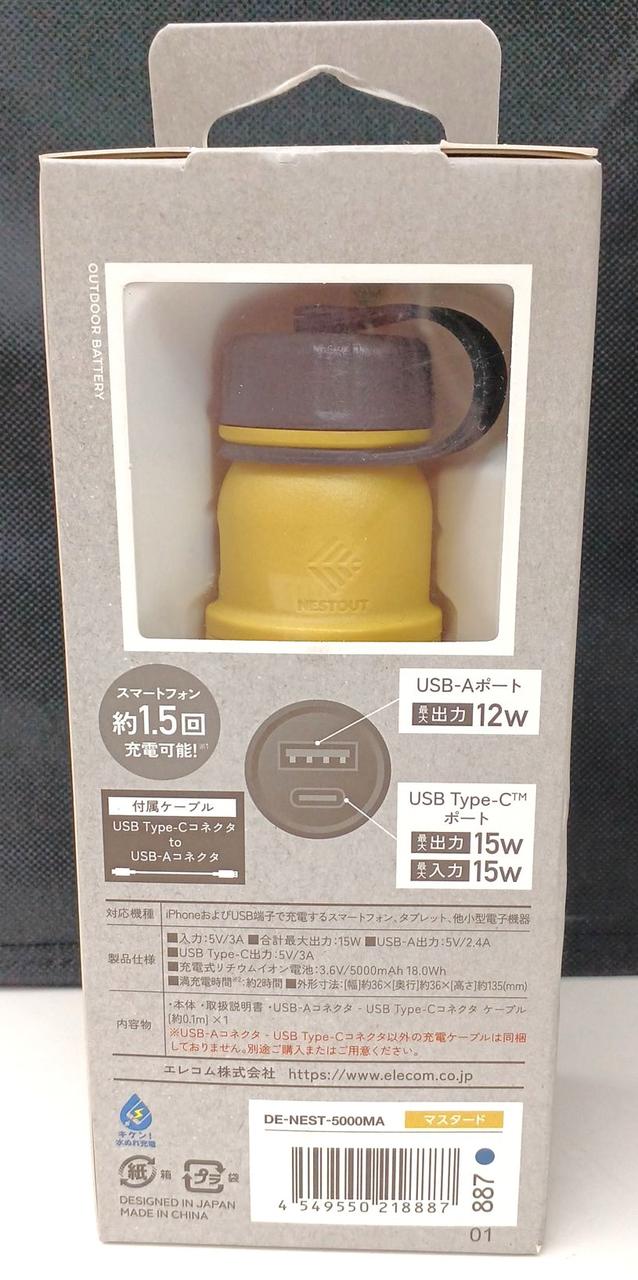 OUTDOOR BATTERY
NESTOUT
スマートフォン
約1.5回
充電可能!※1
USB-Aポート
最大出力 12w
USB Type-C™
ポート
最大出力 15w
最大入力 15w
付属ケーブル
USB Type-Cコネクタ
to
USB-Aコネクタ
対応機種 iPhoneおよびUSB端子で充電するスマートフォン、タブレット、他小型電子機器
製品仕様 ■入力:5V/3A ■合計最大出力:15W ■USB-A出力:5V/2.4A
■USB Type-C出力:5V/3A
■充電式リチウムイオン電池:3.6V/5000mAh 18.0Wh
■満充電時間※2:約2時間 ■外形寸法:[幅]約36×[奥行]約36×[高さ]約135(mm)
内容物 ・本体 ・取扱説明書 ・USB-Aコネクタ - USB Type-Cコネクタ ケーブル
[約0.1m] ×1
※USB-Aコネクタ - USB Type-Cコネクタ以外の充電ケーブルは同梱
しておりません。別途ご購入またはご用意ください。
エレコム株式会社 https://www.elecom.co.jp
キケン!
水ぬれ充電
紙 箱 プラ 袋
DESIGNED IN JAPAN
MADE IN CHINA
DE-NEST-5000MA マスタード
4 549550 218887
887
01